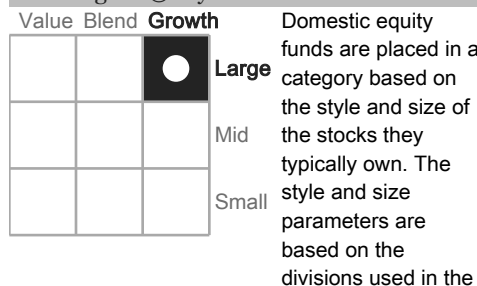 Value Blend Growth
Large
Mid
Small
Domestic equity
funds are placed in a
category based on
the style and size of
the stocks they
typically own. The
style and size
parameters are
based on the
divisions used in the